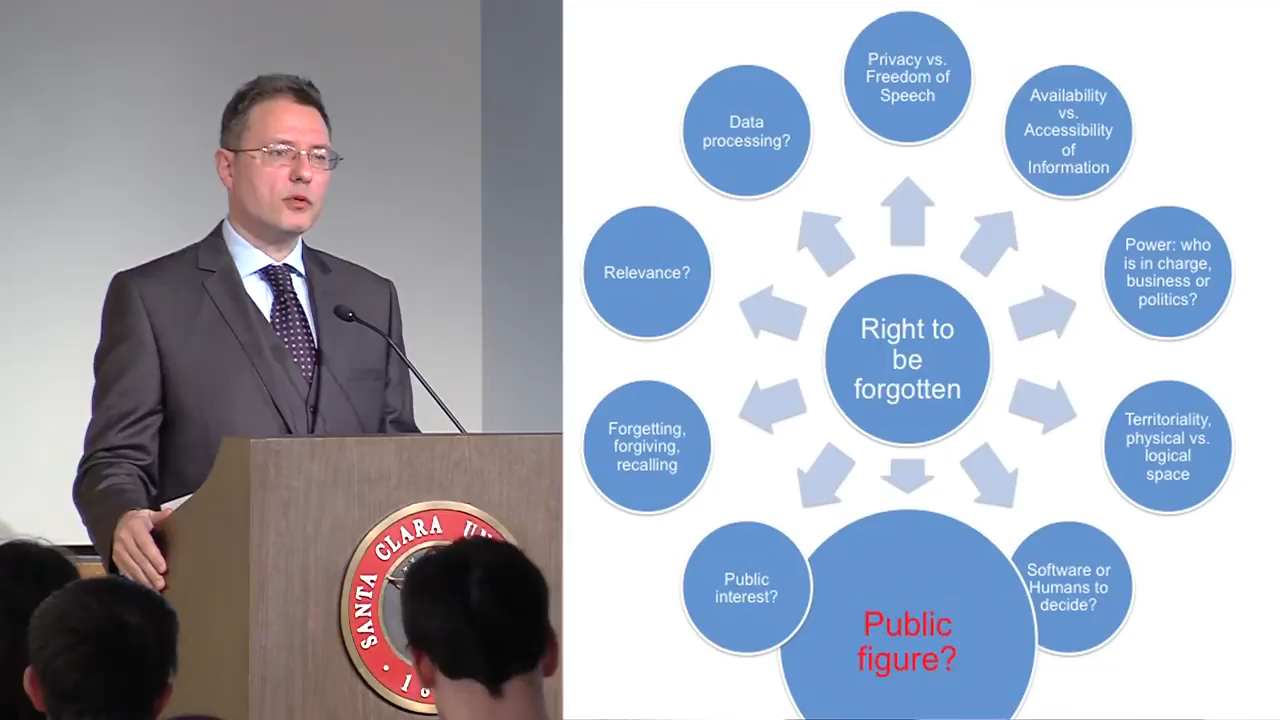 Privacy vs.
Freedom of
Speech
Availability
vs.
Accessibility
of
Information
Power: who
is in charge,
business or
politics?
Territoriality,
physical vs.
logical
space
Software or
Humans to
decide?
Public
figure?
Public
interest?
Forgetting,
forgiving,
recalling
Relevance?
Data
processing?
Right to
be
forgotten
SANTA CLARA